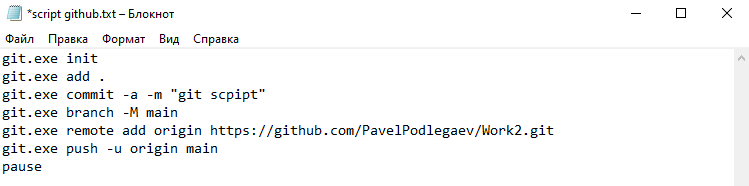 *script github.txt – Блокнот
Файл Правка Формат Вид Справка
git.exe init
git.exe add .
git.exe commit -a -m "git scpipt"
git.exe branch -M main
git.exe remote add origin https://github.com/PavelPodlegaev/Work2.git
git.exe push -u origin main
pause